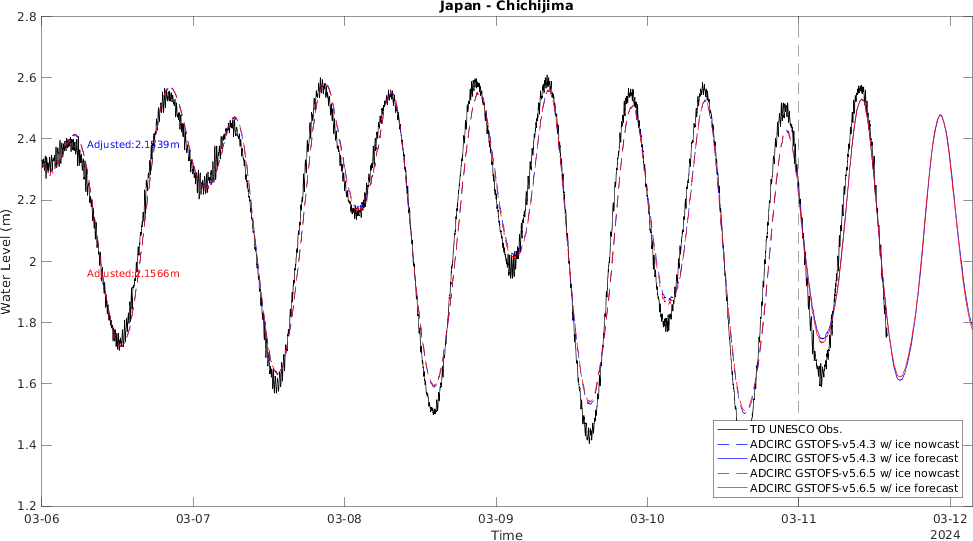 Japan - Chichijima
2.8
2.6
2.4
2.2
2
1.8
1.6
1.4
1.2
Water Level (m)
Adjusted:2.1839m
Adjusted:2.1566m
TD UNESCO Obs.
ADCIRC GSTOFS-v5.4.3 w/ ice nowcast
ADCIRC GSTOFS-v5.4.3 w/ ice forecast
ADCIRC GSTOFS-v5.6.5 w/ ice nowcast
ADCIRC GSTOFS-v5.6.5 w/ ice forecast
03-06 03-07 03-08 03-09 03-10 03-11 03-12
Time
2024